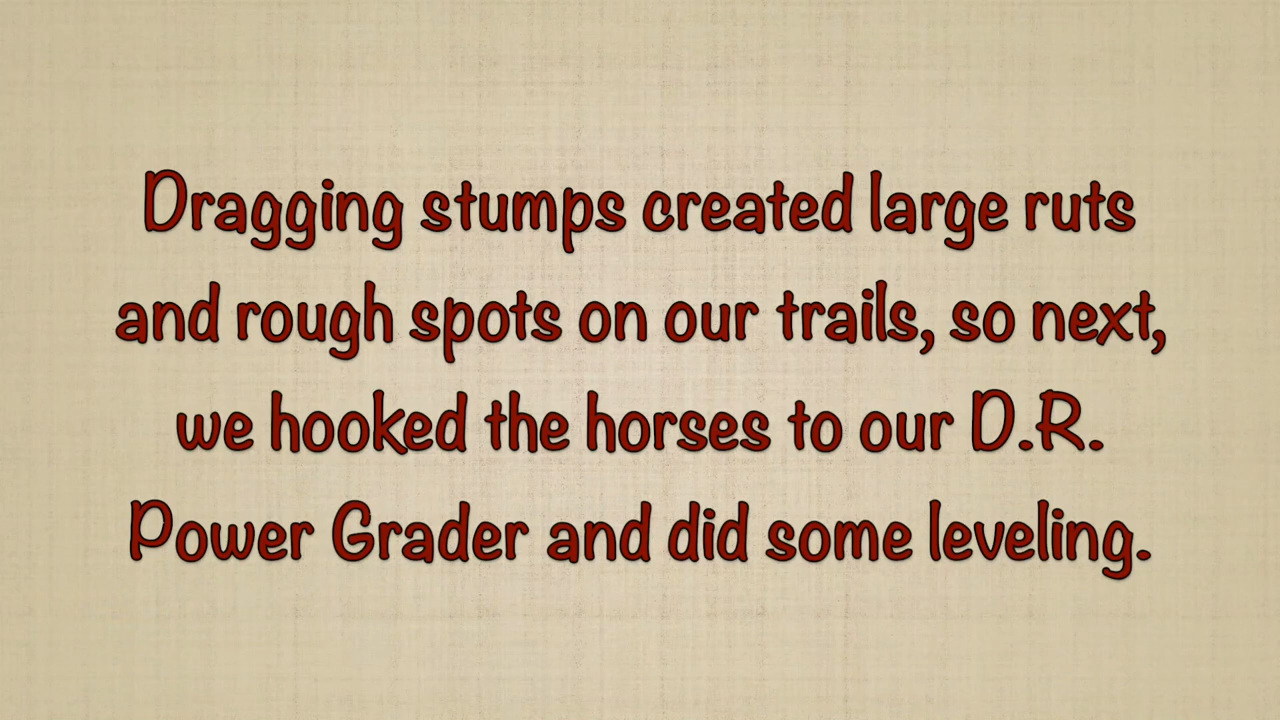 Dragging stumps created large ruts
and rough spots on our trails, so next,
we hooked the horses to our D.R.
Power Grader and did some leveling.